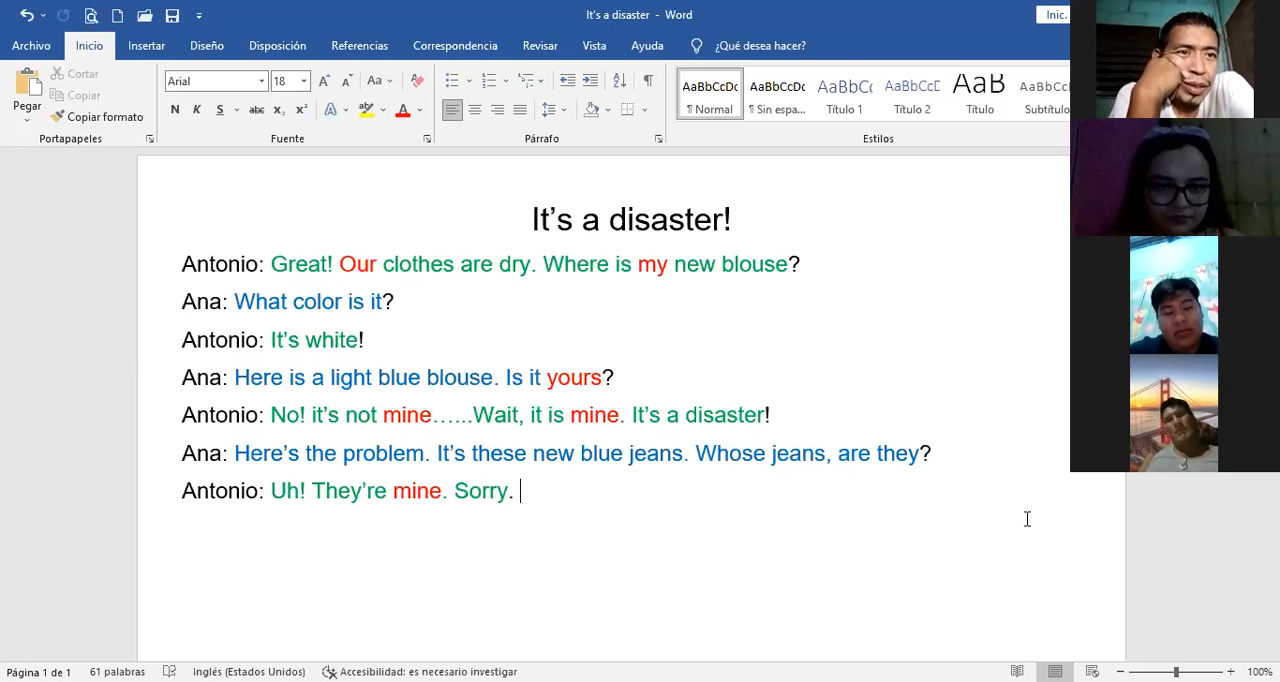 It's a disaster - Word
Inic.
Archivo Inicio Insertar Diseño Disposición Referencias Correspondencia Revisar Vista Ayuda ¿Qué desea hacer?
Pegar
Cortar
Copiar
Copiar formato
Portapapeles
Arial 18
Aa
N K S abc x₂ x²
A A
Fuente
Párrafo
AaBbCcDc AaBbCcDc AaBbC AaBbCcD AaB AaBbCc
¶ Normal ¶ Sin espa... Título 1 Título 2 Título Subtítulo
Estilos
It's a disaster!
Antonio: Great! Our clothes are dry. Where is my new blouse?
Ana: What color is it?
Antonio: It's white!
Ana: Here is a light blue blouse. Is it yours?
Antonio: No! it's not mine…...Wait, it is mine. It's a disaster!
Ana: Here's the problem. It's these new blue jeans. Whose jeans, are they?
Antonio: Uh! They're mine. Sorry.
Página 1 de 1 61 palabras Inglés (Estados Unidos) Accesibilidad: es necesario investigar 100%